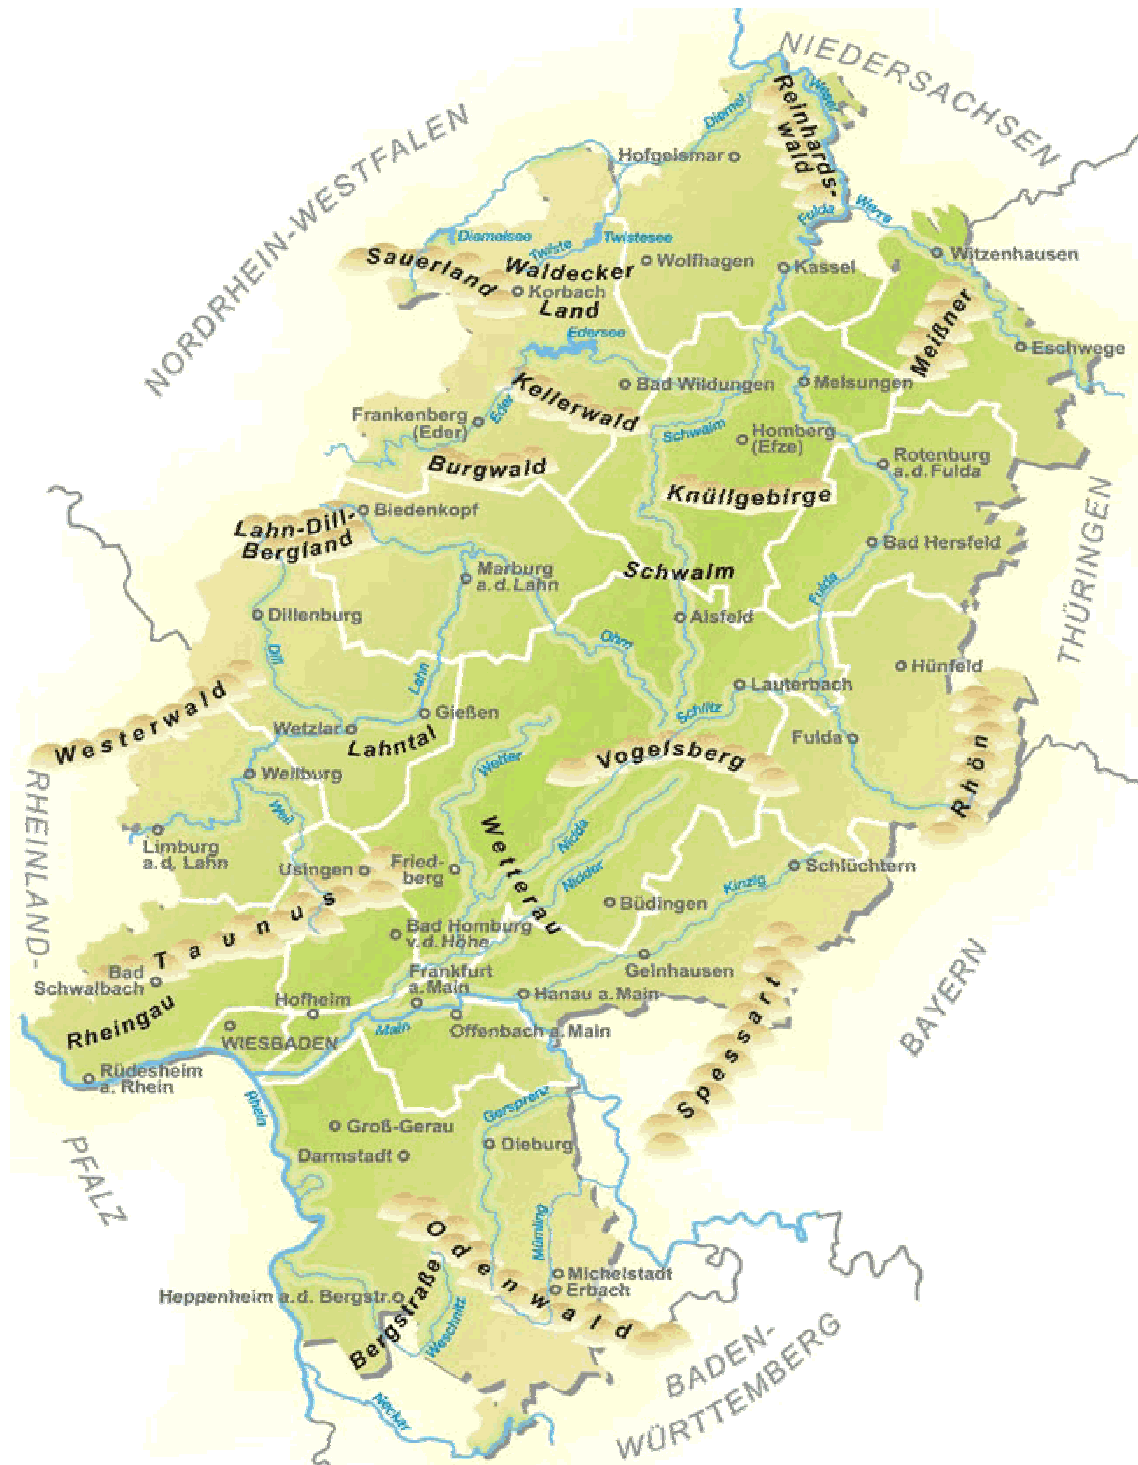 NIEDERSACHSEN
NORDRHEIN-WESTFALEN
Diemel
Weser
Reinhards-
wald
Hofgeismar
Fulda
Werra
Diemelsee
Twiste
Twistesee
Sauerland
Waldecker
Land
Wolfhagen
Kassel
Witzenhausen
Korbach
Edersee
Meißner
Eschwege
Kellerwald
Bad Wildungen
Melsungen
Frankenberg
(Eder)
Eder
Schwalm
Homberg
(Efze)
Burgwald
Rotenburg
a.d.Fulda
Knüllgebirge
THÜRINGEN
Biedenkopf
Lahn-Dill-
Bergland
Bad Hersfeld
Marburg
a.d.Lahn
Schwalm
Fulda
Dillenburg
Alsfeld
Ohm
Dill
Lahn
Hünfeld
Lauterbach
Westerwald
Gießen
Schlitz
Wetzlar
Lahntal
Fulda
Wetter
Vogelsberg
Rhön
Weilburg
Weil
RHEINLAND-
PFALZ
Limburg
a.d. Lahn
Usingen
Fried-
berg
Wetterau
Nidda
Nidder
Kinzig
Schlüchtern
Büdingen
Taunus
Bad Homburg
v.d.Höhe
Bad
Schwalbach
Frankfurt
a.Main
Gelnhausen
Hofheim
Hanau a.Main
Rheingau
WIESBADEN
Main
Offenbach a.Main
Spessart
BAYERN
Rüdesheim
a. Rhein
Rhein
Gersprenz
Groß-Gerau
Dieburg
Darmstadt
Mümling
Odenwald
Michelstadt
Erbach
Heppenheim a.d. Bergstr.
Bergstraße
Weschnitz
Neckar
BADEN-
WÜRTTEMBERG